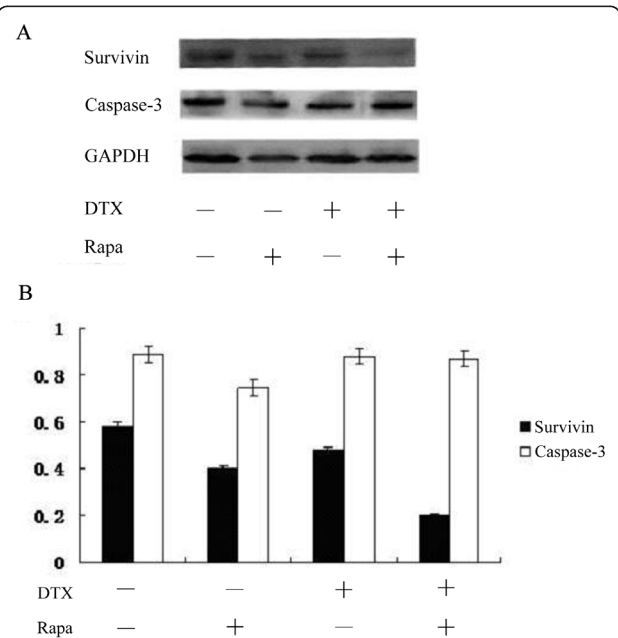 A
Survivin
Caspase-3
GAPDH
DTX — — + +
Rapa — + — +
B
1
0.8
0.6
0.4
0.2
0
Survivin
Caspase-3
DTX — — + +
Rapa — + — +